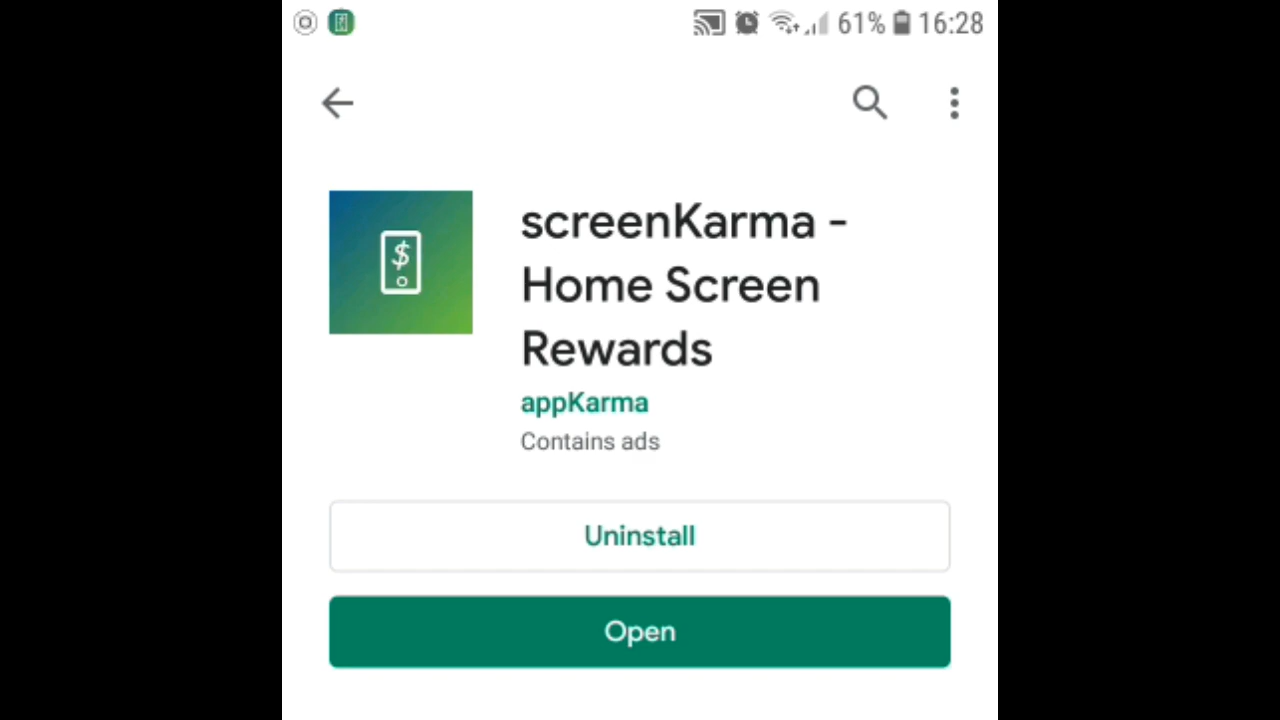 61% 16:28
$
screenKarma -
Home Screen
Rewards
appKarma
Contains ads
Uninstall
Open